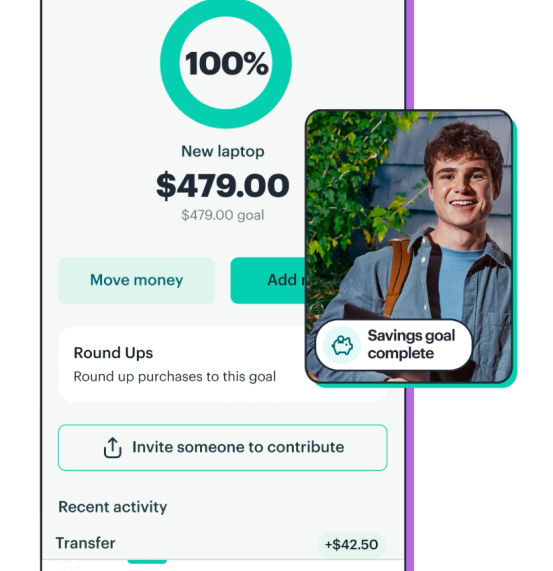 100%
New laptop
$479.00
$479.00 goal
Move money
Add
Round Ups
Round up purchases to this goal
Savings goal
complete
Invite someone to contribute
Recent activity
Transfer
+$42.50